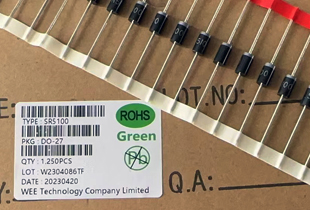 LOT.NO.:
TYPE : SR5100
PKG : DO-27
QTY : 1,250PCS
LOT : W2304086TF
DATE : 20230420
WEE Technology Company Limited
ROHS
Green
Pb
Q.A.: